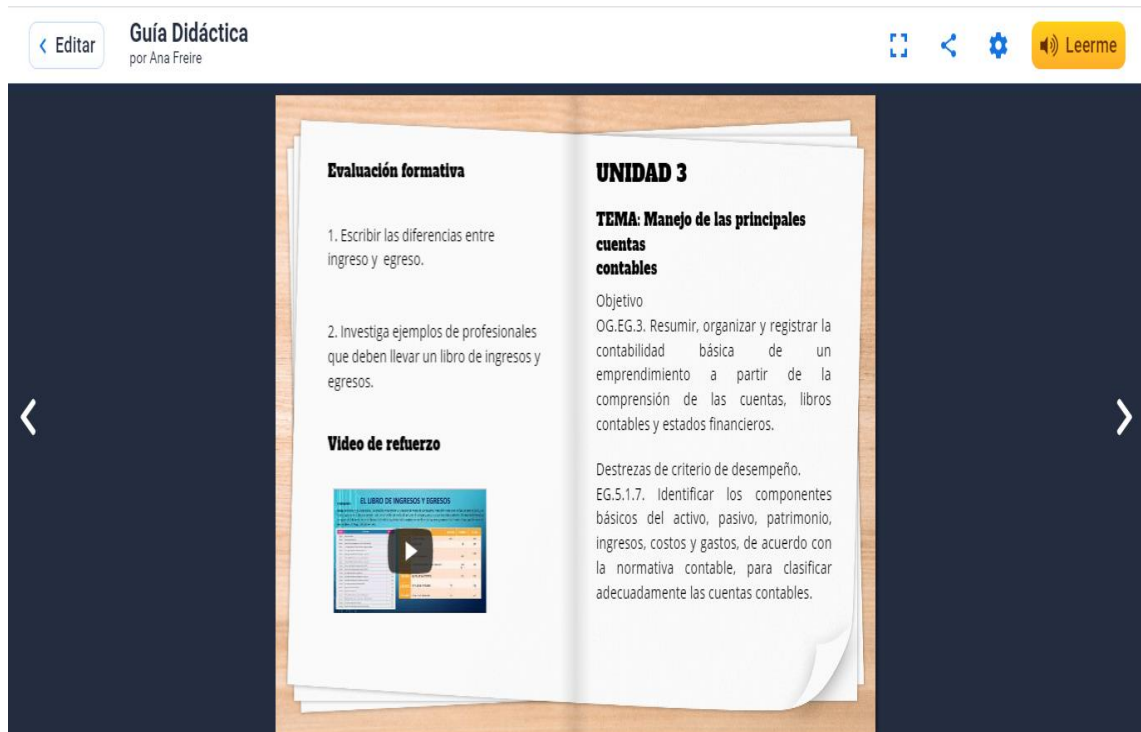 Editar
Guía Didáctica
por Ana Freire
Leerme
Evaluación formativa
1. Escribir las diferencias entre
ingreso y egreso.
2. Investiga ejemplos de profesionales
que deben llevar un libro de ingresos y
egresos.
Video de refuerzo
EL LIBRO DE INGRESOS Y EGRESOS
UNIDAD 3
TEMA: Manejo de las principales
cuentas
contables
Objetivo
OG.EG.3. Resumir, organizar y registrar la
contabilidad básica de un
emprendimiento a partir de la
comprensión de las cuentas, libros
contables y estados financieros.
Destrezas de criterio de desempeño.
EG.5.1.7. Identificar los componentes
básicos del activo, pasivo, patrimonio,
ingresos, costos y gastos, de acuerdo con
la normativa contable, para clasificar
adecuadamente las cuentas contables.